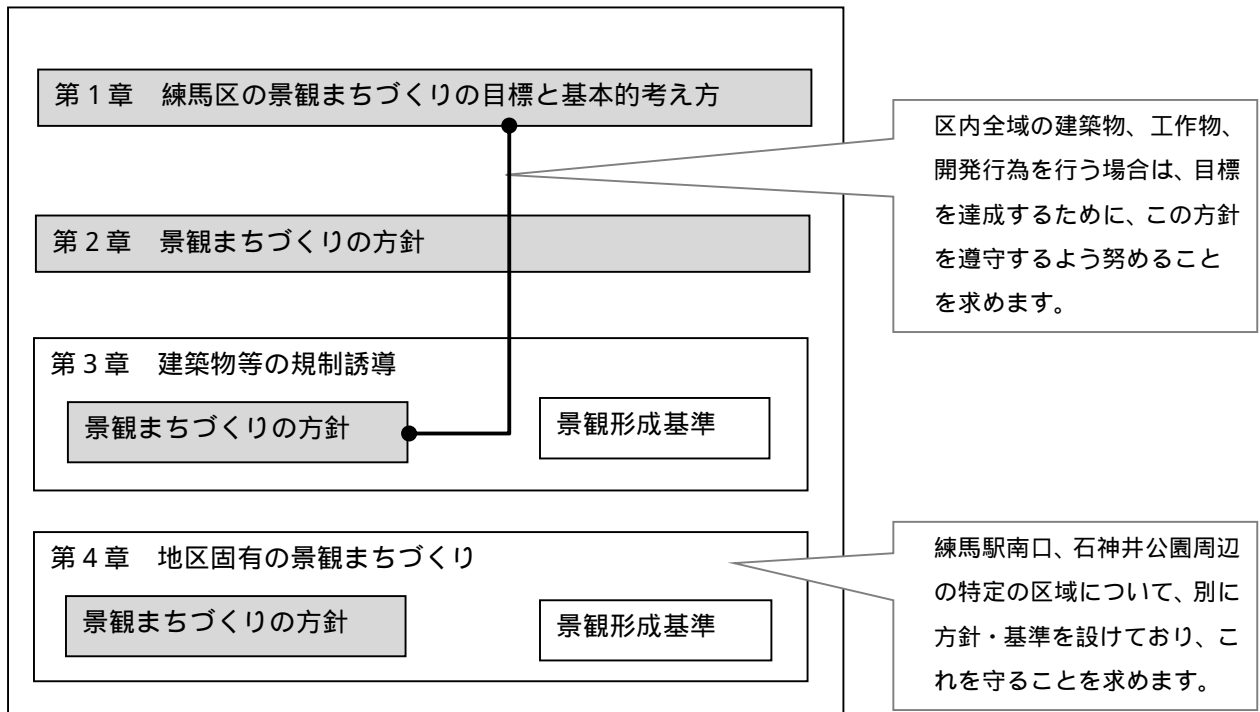 第1章　練馬区の景観まちづくりの目標と基本的考え方
区内全域の建築物、工作物、
開発行為を行う場合は、目標
を達成するために、この方針
を遵守するよう努めること
を求めます。
第2章　景観まちづくりの方針
第3章　建築物等の規制誘導
景観まちづくりの方針
景観形成基準
第4章　地区固有の景観まちづくり
景観まちづくりの方針
景観形成基準
練馬駅南口、石神井公園周辺
の特定の区域について、別に
方針・基準を設けており、こ
れを守ることを求めます。